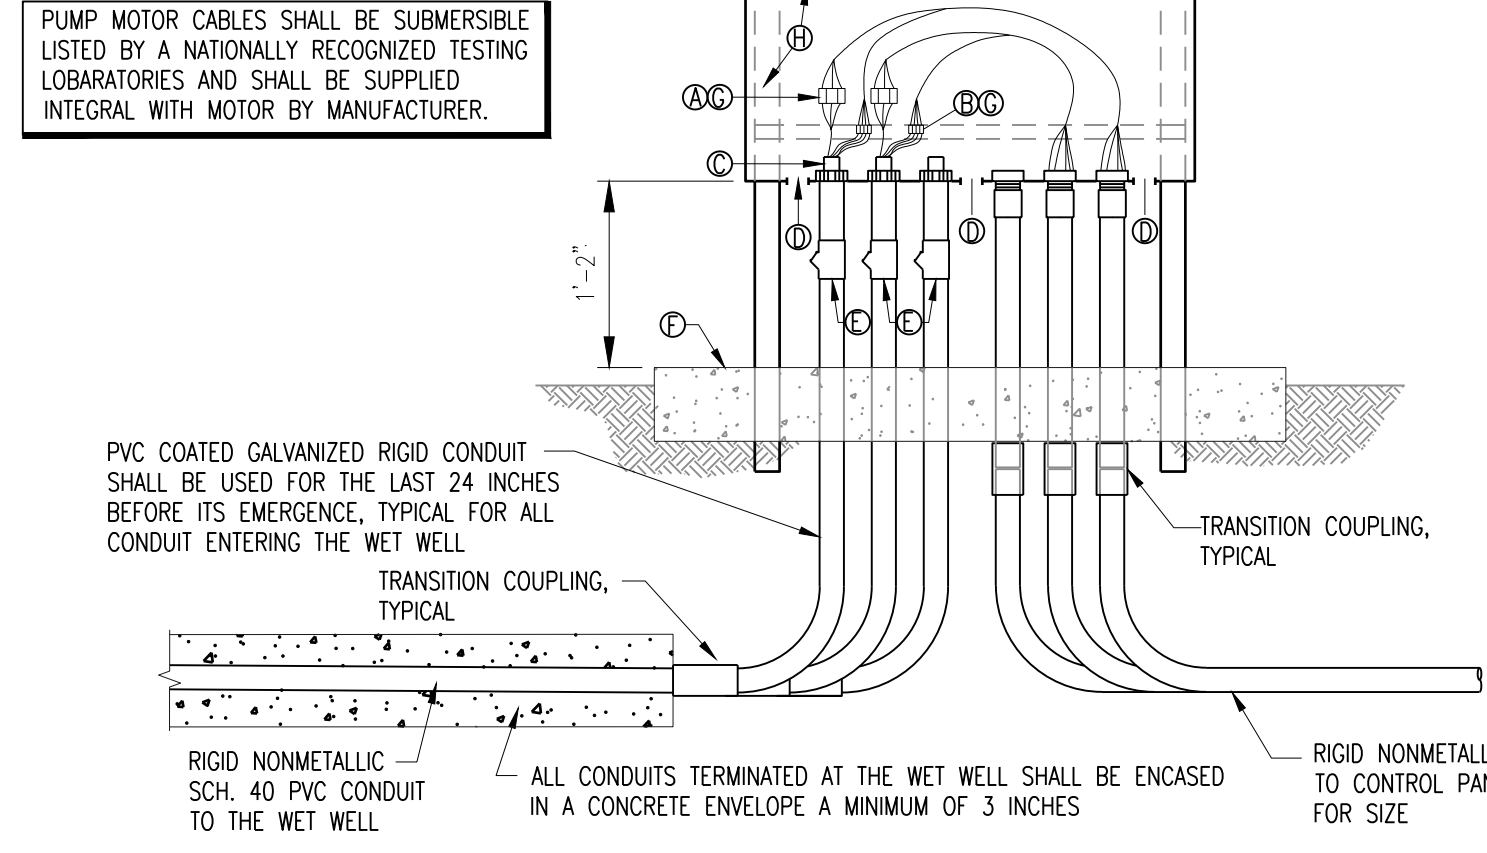 PUMP MOTOR CABLES SHALL BE SUBMERSIBLE
LISTED BY A NATIONALLY RECOGNIZED TESTING
LOBARATORIES AND SHALL BE SUPPLIED
INTEGRAL WITH MOTOR BY MANUFACTURER.
H
A G
B G
C
D
D
D
1'-2"
E
E
F
PVC COATED GALVANIZED RIGID CONDUIT
SHALL BE USED FOR THE LAST 24 INCHES
BEFORE ITS EMERGENCE, TYPICAL FOR ALL
CONDUIT ENTERING THE WET WELL
TRANSITION COUPLING,
TYPICAL
TRANSITION COUPLING,
TYPICAL
RIGID NONMETALLIC
SCH. 40 PVC CONDUIT
TO THE WET WELL
ALL CONDUITS TERMINATED AT THE WET WELL SHALL BE ENCASED
IN A CONCRETE ENVELOPE A MINIMUM OF 3 INCHES
RIGID NONMETALL
TO CONTROL PAN
FOR SIZE